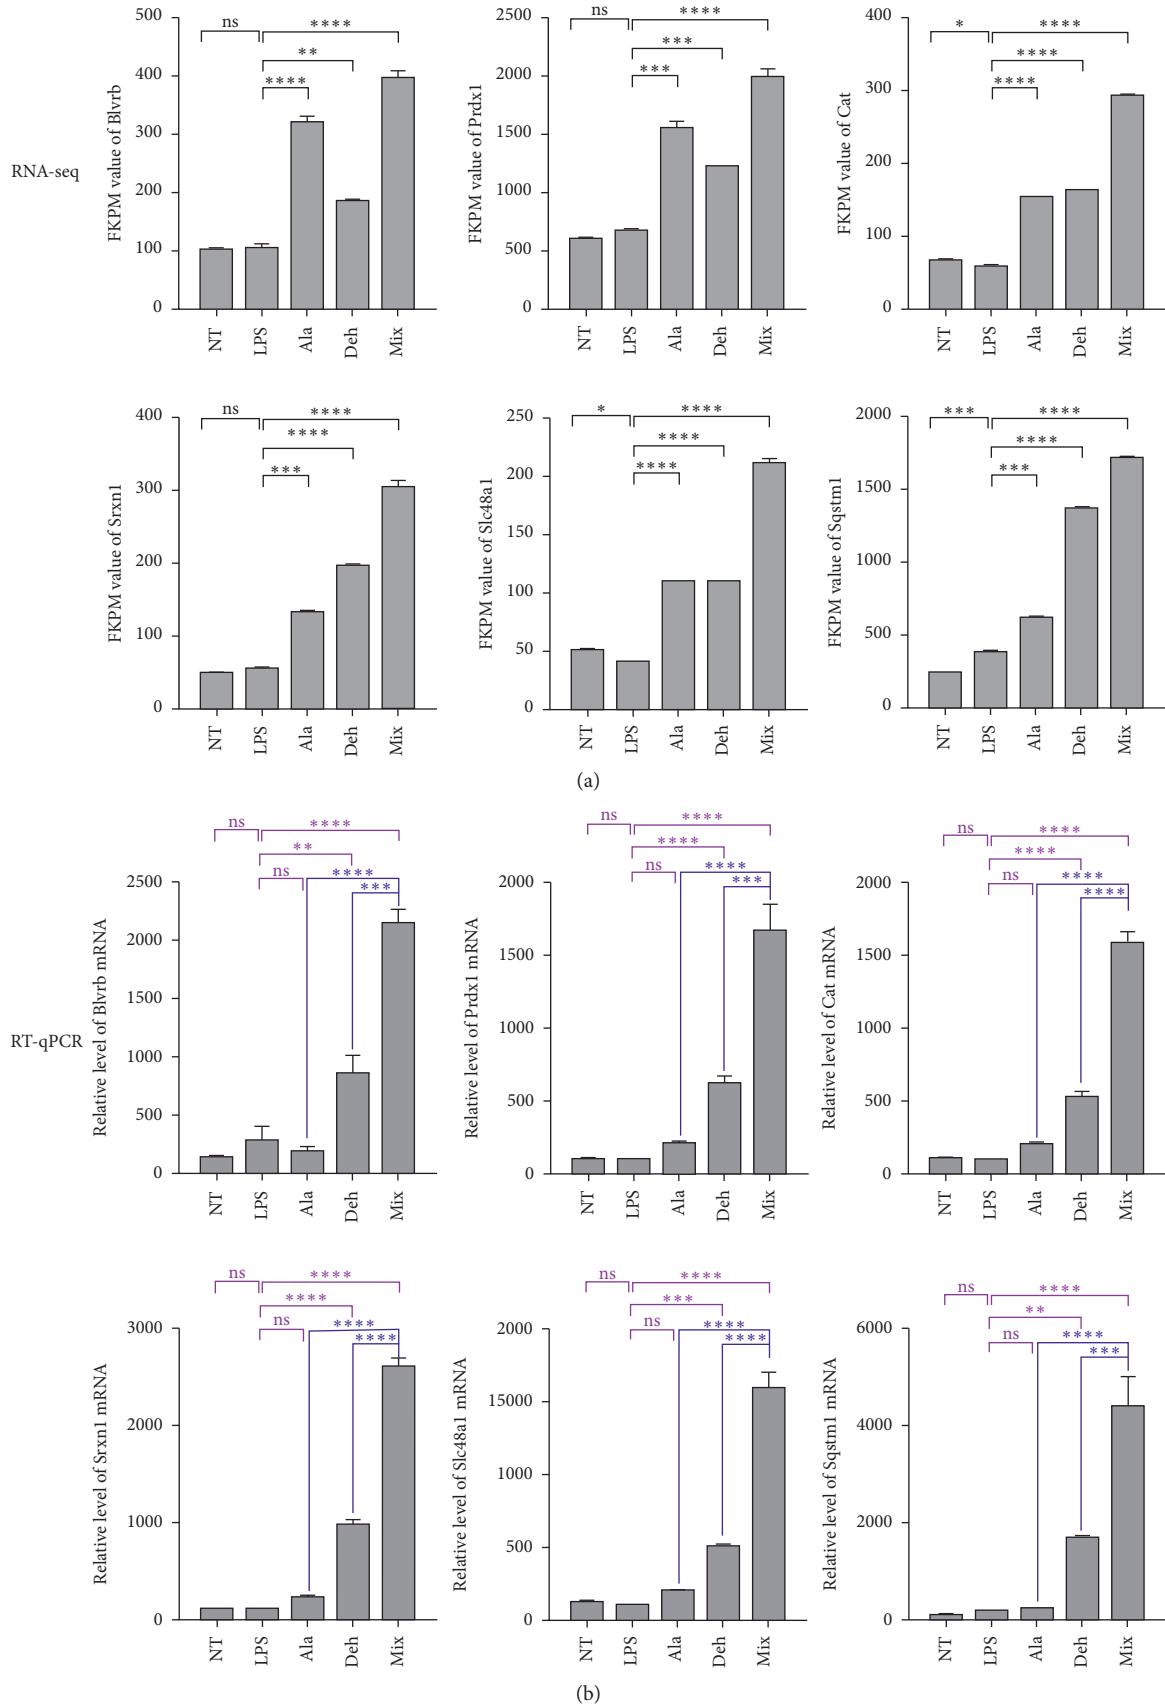 RNA-seq
FKPM value of Blvrb
500
400
300
200
100
0
ns
****
**
****
NT
LPS
Ala
Deh
Mix
FKPM value of Prdx1
2500
2000
1500
1000
500
0
ns
****
***
***
NT
LPS
Ala
Deh
Mix
FKPM value of Cat
400
300
200
100
0
*
****
****
****
NT
LPS
Ala
Deh
Mix
FKPM value of Srxn1
400
300
200
100
0
ns
****
****
***
NT
LPS
Ala
Deh
Mix
FKPM value of Slc48a1
250
200
150
100
50
0
*
****
****
****
NT
LPS
Ala
Deh
Mix
FKPM value of Sqstm1
2000
1500
1000
500
0
***
****
****
***
NT
LPS
Ala
Deh
Mix
(a)
RT-qPCR
Relative level of Blvrb mRNA
2500
2000
1500
1000
500
0
ns
****
**
ns
****
***
NT
LPS
Ala
Deh
Mix
Relative level of Prdx1 mRNA
2000
1500
1000
500
0
ns
****
****
ns
****
***
NT
LPS
Ala
Deh
Mix
Relative level of Cat mRNA
2000
1500
1000
500
0
ns
****
****
ns
****
****
NT
LPS
Ala
Deh
Mix
Relative level of Srxn1 mRNA
3000
2000
1000
0
ns
****
****
ns
****
****
NT
LPS
Ala
Deh
Mix
Relative level of Slc48a1 mRNA
2000
15000
1000
500
0
ns
****
***
ns
****
****
NT
LPS
Ala
Deh
Mix
Relative level of Sqstm1 mRNA
6000
4000
2000
0
ns
****
**
ns
****
***
NT
LPS
Ala
Deh
Mix
(b)